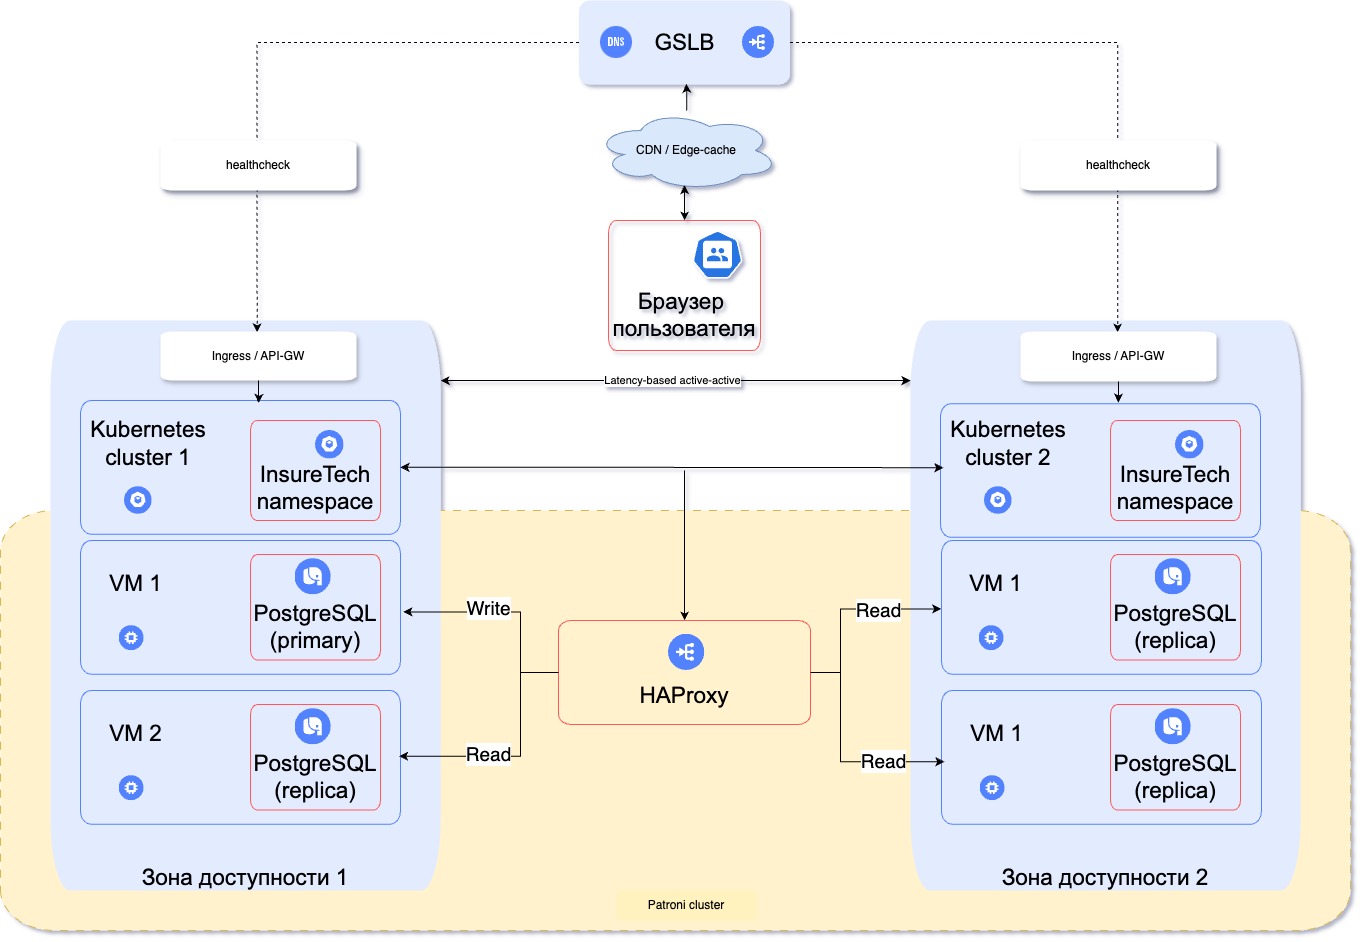 DNS
GSLB
CDN / Edge-cache
healthcheck
healthcheck
Браузер
пользователя
Ingress / API-GW
Ingress / API-GW
Latency-based active-active
Kubernetes
cluster 1
InsureTech
namespace
Kubernetes
cluster 2
InsureTech
namespace
VM 1
PostgreSQL
(primary)
Write
Read
VM 1
PostgreSQL
(replica)
HAProxy
VM 2
PostgreSQL
(replica)
Read
Read
VM 1
PostgreSQL
(replica)
Зона доступности 1
Зона доступности 2
Patroni cluster